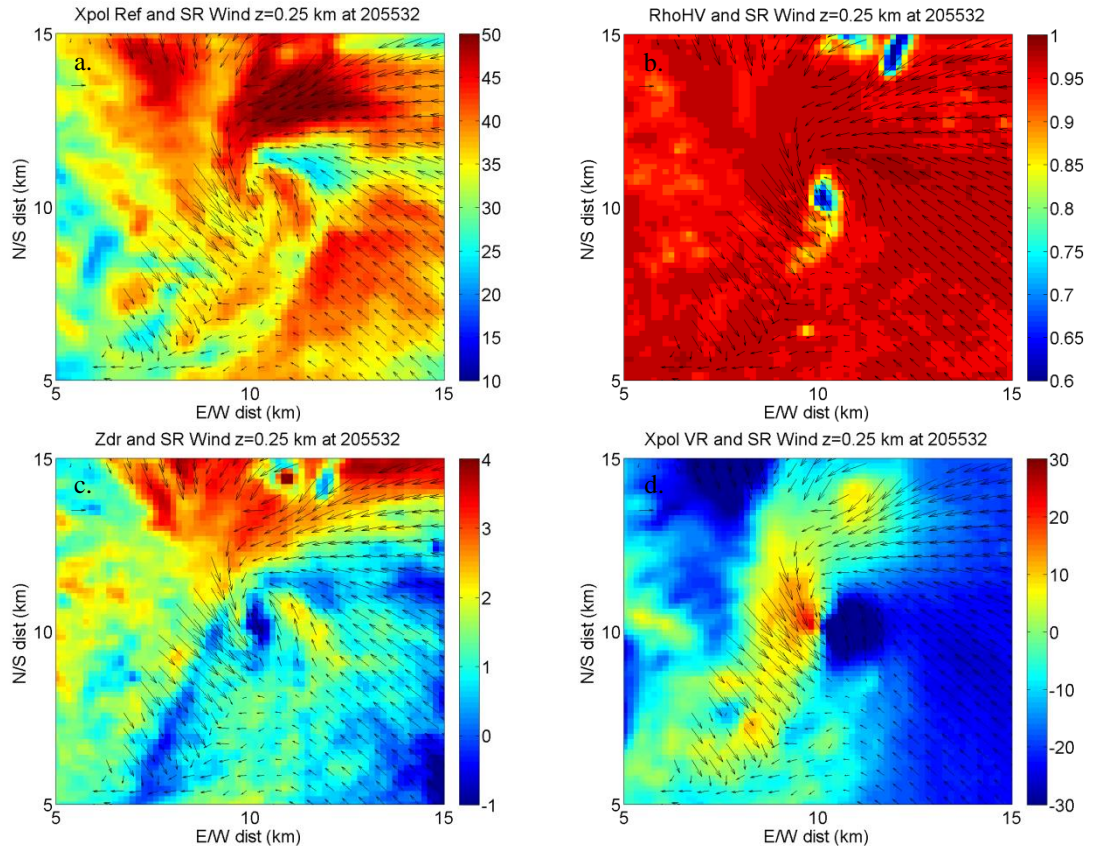 Xpol Ref and SR Wind z=0.25 km at 205532
a.
N/S dist (km)
15
10
5
5 10 15
E/W dist (km)
50
45
40
35
30
25
20
15
10
RhoHV and SR Wind z=0.25 km at 205532
b.
N/S dist (km)
15
10
5
5 10 15
E/W dist (km)
1
0.95
0.9
0.85
0.8
0.75
0.7
0.65
0.6
Zdr and SR Wind z=0.25 km at 205532
c.
N/S dist (km)
15
10
5
5 10 15
E/W dist (km)
4
3
2
1
0
-1
Xpol VR and SR Wind z=0.25 km at 205532
d.
N/S dist (km)
15
10
5
5 10 15
E/W dist (km)
30
20
10
0
-10
-20
-30